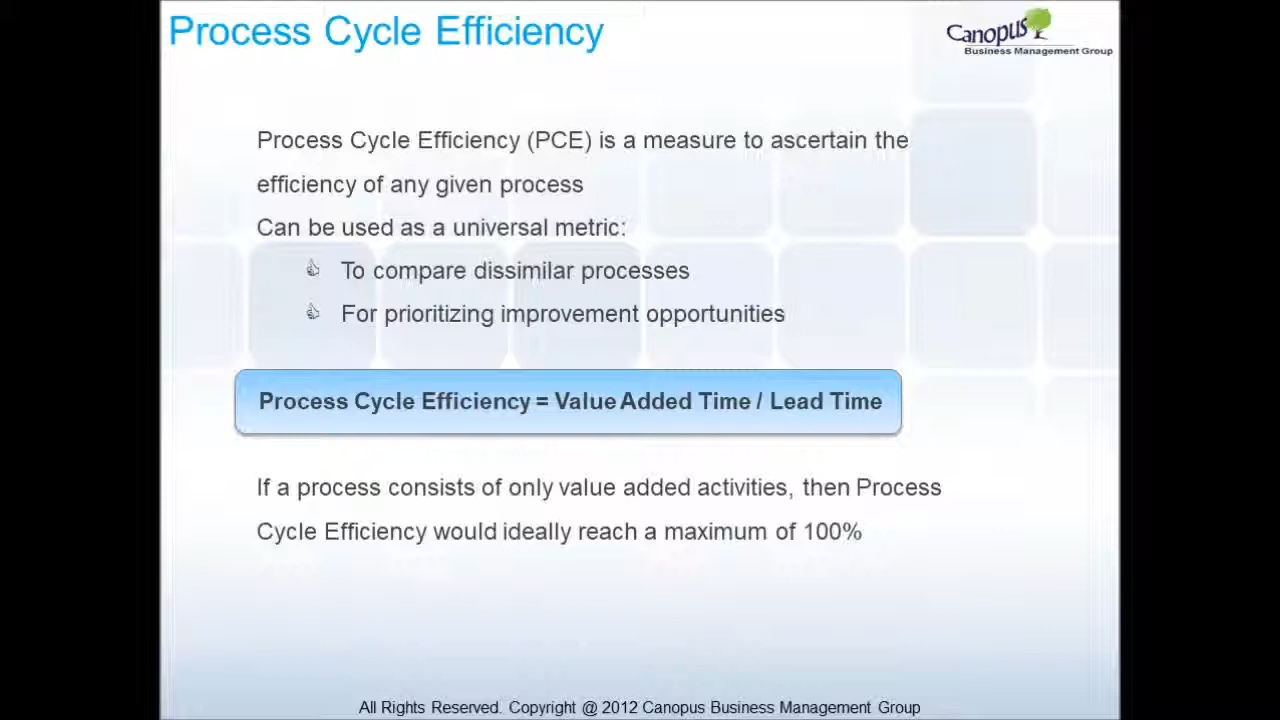 Process Cycle Efficiency
Canopus
Business Management Group
Process Cycle Efficiency (PCE) is a measure to ascertain the
efficiency of any given process
Can be used as a universal metric:
To compare dissimilar processes
For prioritizing improvement opportunities
Process Cycle Efficiency = Value Added Time / Lead Time
If a process consists of only value added activities, then Process
Cycle Efficiency would ideally reach a maximum of 100%
All Rights Reserved. Copyright @ 2012 Canopus Business Management Group